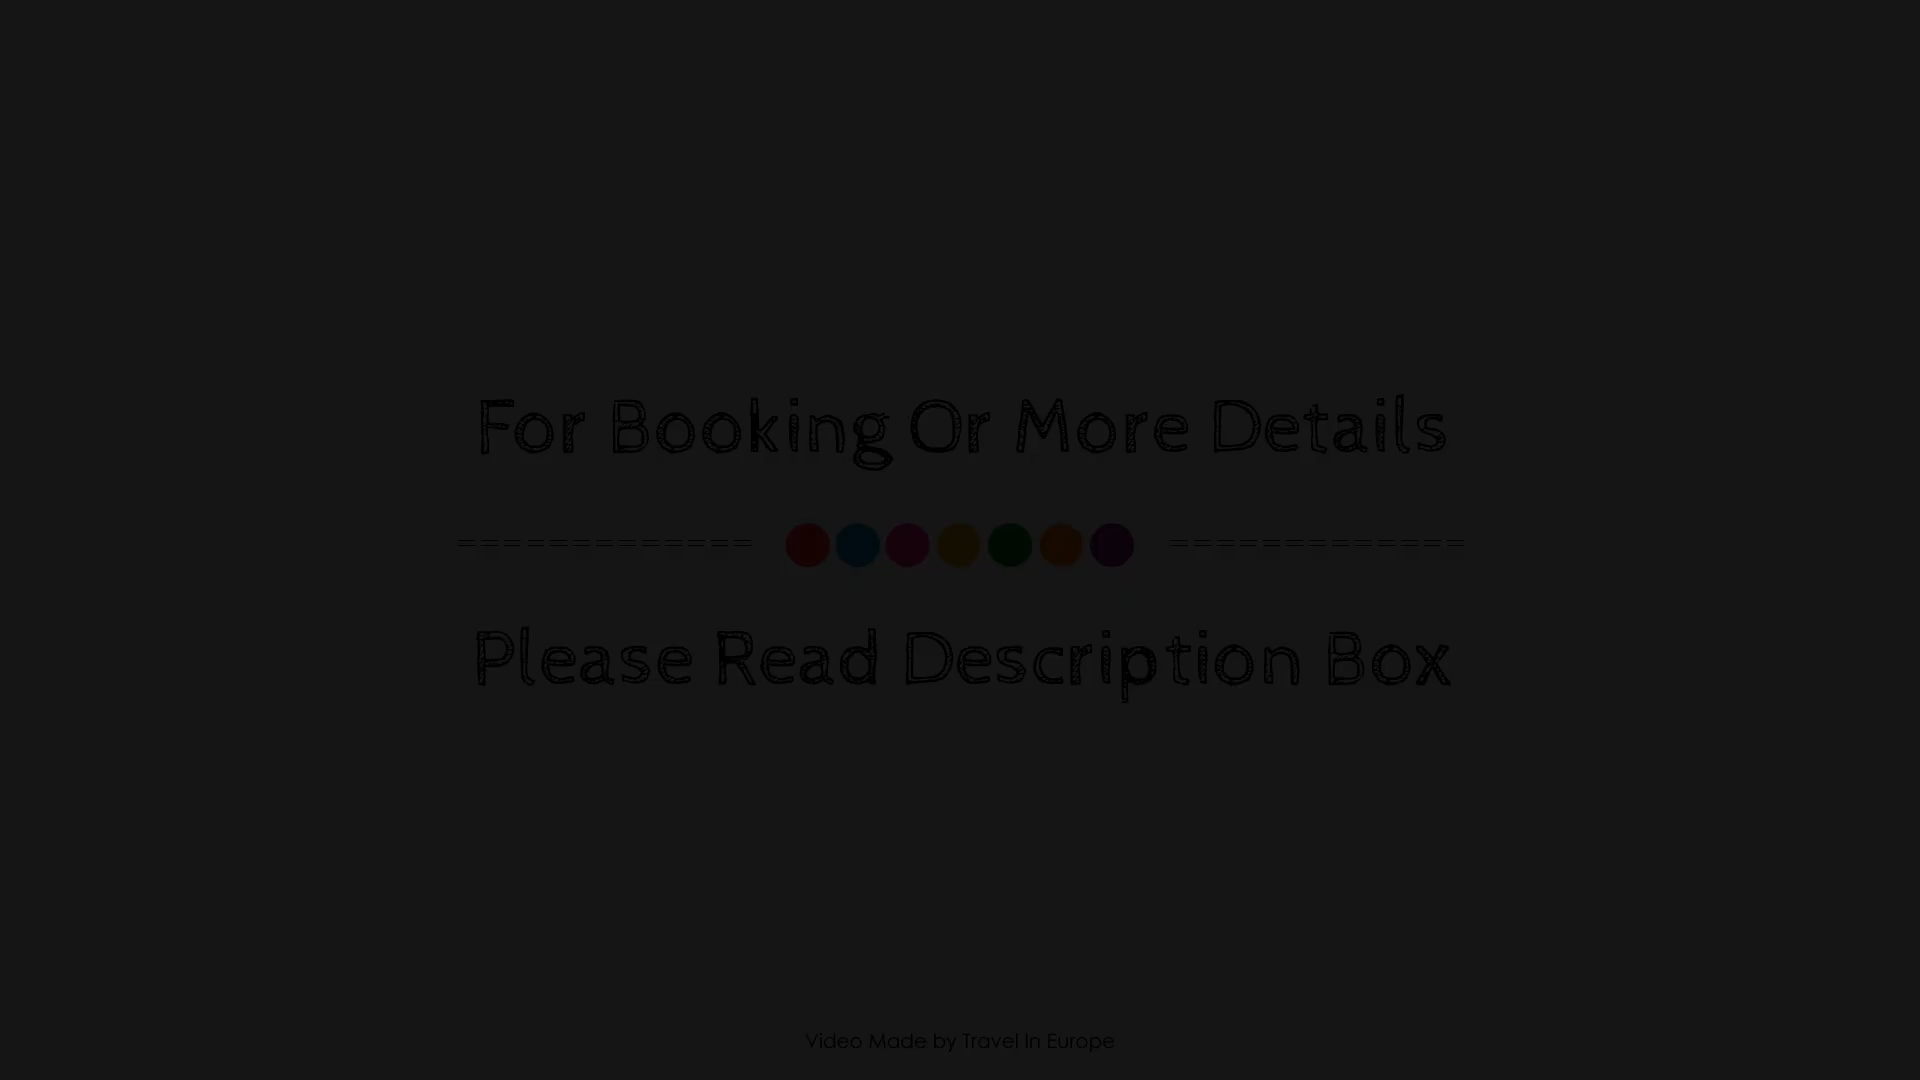 For Booking Or More Details
============= =============
Please Read Description Box
Video Made by Travel In Europe